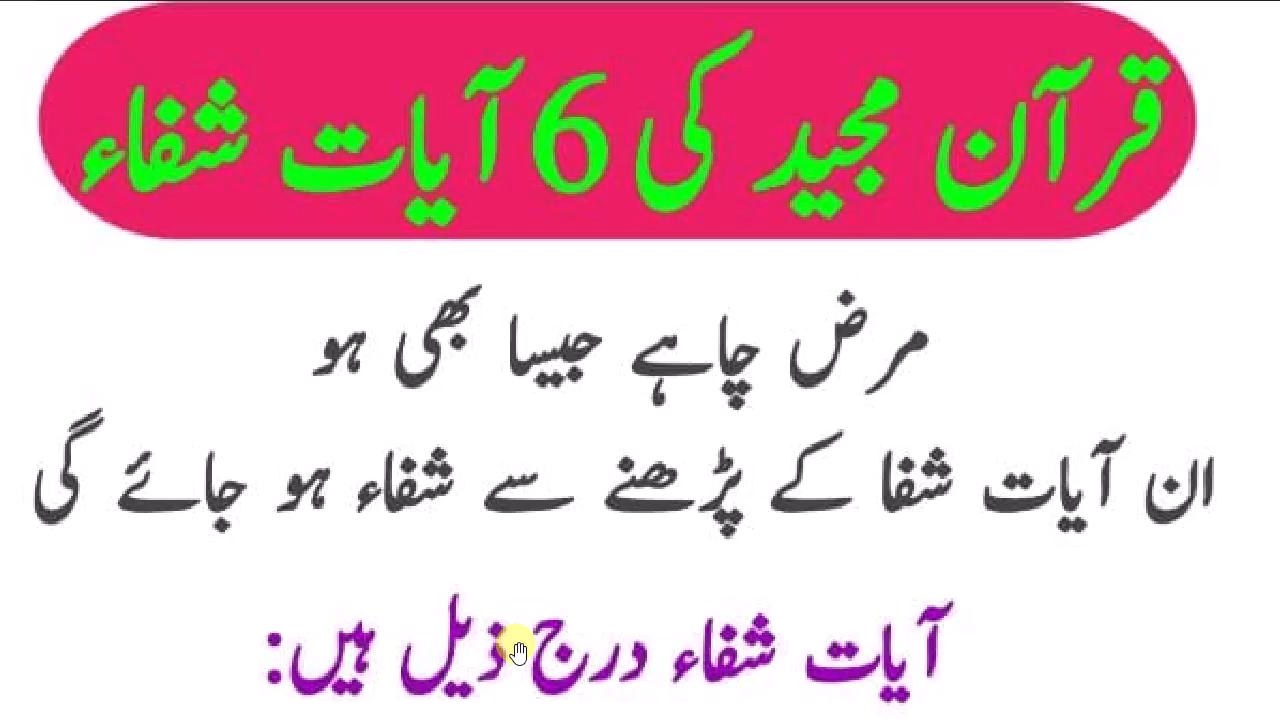 قرآن مجید کی 6 آیات شفاء
مرض چاہے جیسا بھی ہو
ان آیات شفا کے پڑھنے سے شفاء ہو جائے گی
آیات شفاء درج ذیل ہیں: